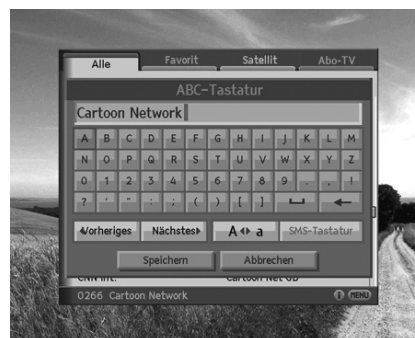 Alle Favorit Satellit Abo-TV
ABC-Tastatur
Cartoon Network
A B C D E F G H I J K L M
N O P Q R S T U V W X Y Z
0 1 2 3 4 5 6 7 8 9 . , !
? ' " : ; ( ) [ ]
Vorheriges Nächstes A a SMS-Tastatur
Speichern Abbrechen
CNN Int. Cartoon Net GB
0266 Cartoon Network i MENU